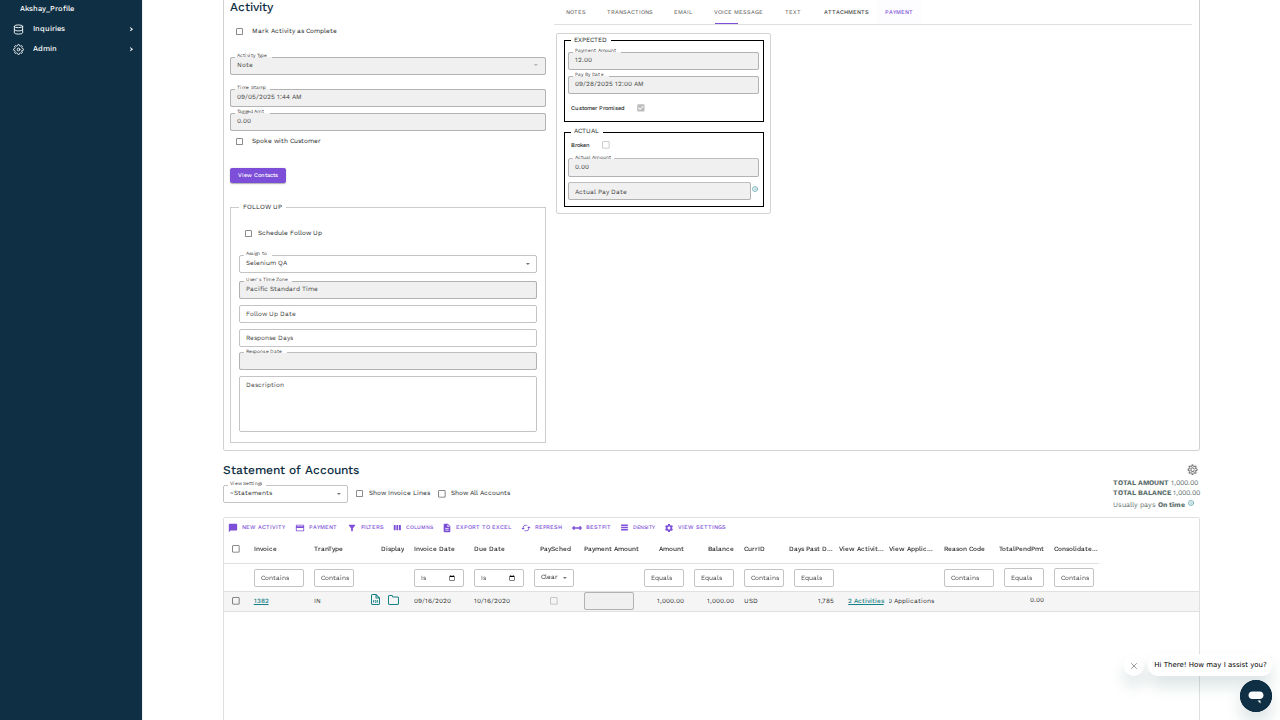 Akshay_Profile
Inquiries
Admin
Activity
Mark Activity as Complete
Activity Type
Note
Time Stamp
09/05/2025 1:44 AM
Tagged Amt
0.00
Spoke with Customer
View Contacts
FOLLOW UP
Schedule Follow Up
Assign to
Selenium QA
User's Time Zone
Pacific Standard Time
Follow Up Date
Response Days
Response Date
Description
NOTES TRANSACTIONS EMAIL VOICE MESSAGE TEXT ATTACHMENTS PAYMENT
EXPECTED
Payment Amount
12.00
Pay By Date
09/28/2025 12:00 AM
Customer Promised
ACTUAL
Broken
Actual Amount
0.00
Actual Pay Date
Statement of Accounts
View Settings
~Statements
Show Invoice Lines Show All Accounts
TOTAL AMOUNT 1,000.00
TOTAL BALANCE 1,000.00
Usually pays On time
NEW ACTIVITY PAYMENT FILTERS COLUMNS EXPORT TO EXCEL REFRESH BESTFIT DENSITY VIEW SETTINGS
Invoice TranType Display Invoice Date Due Date PaySched Payment Amount Amount Balance CurrID Days Past D... View Activit... View Applic... Reason Code TotalPendPmt Consolidate...
Contains Contains Is Is Clear Equals Equals Contains Equals Contains Equals Contains
1382 IN 09/16/2020 10/16/2020 1,000.00 1,000.00 USD 1,785 2 Activities 0 Applications 0.00
Hi There! How may I assist you?